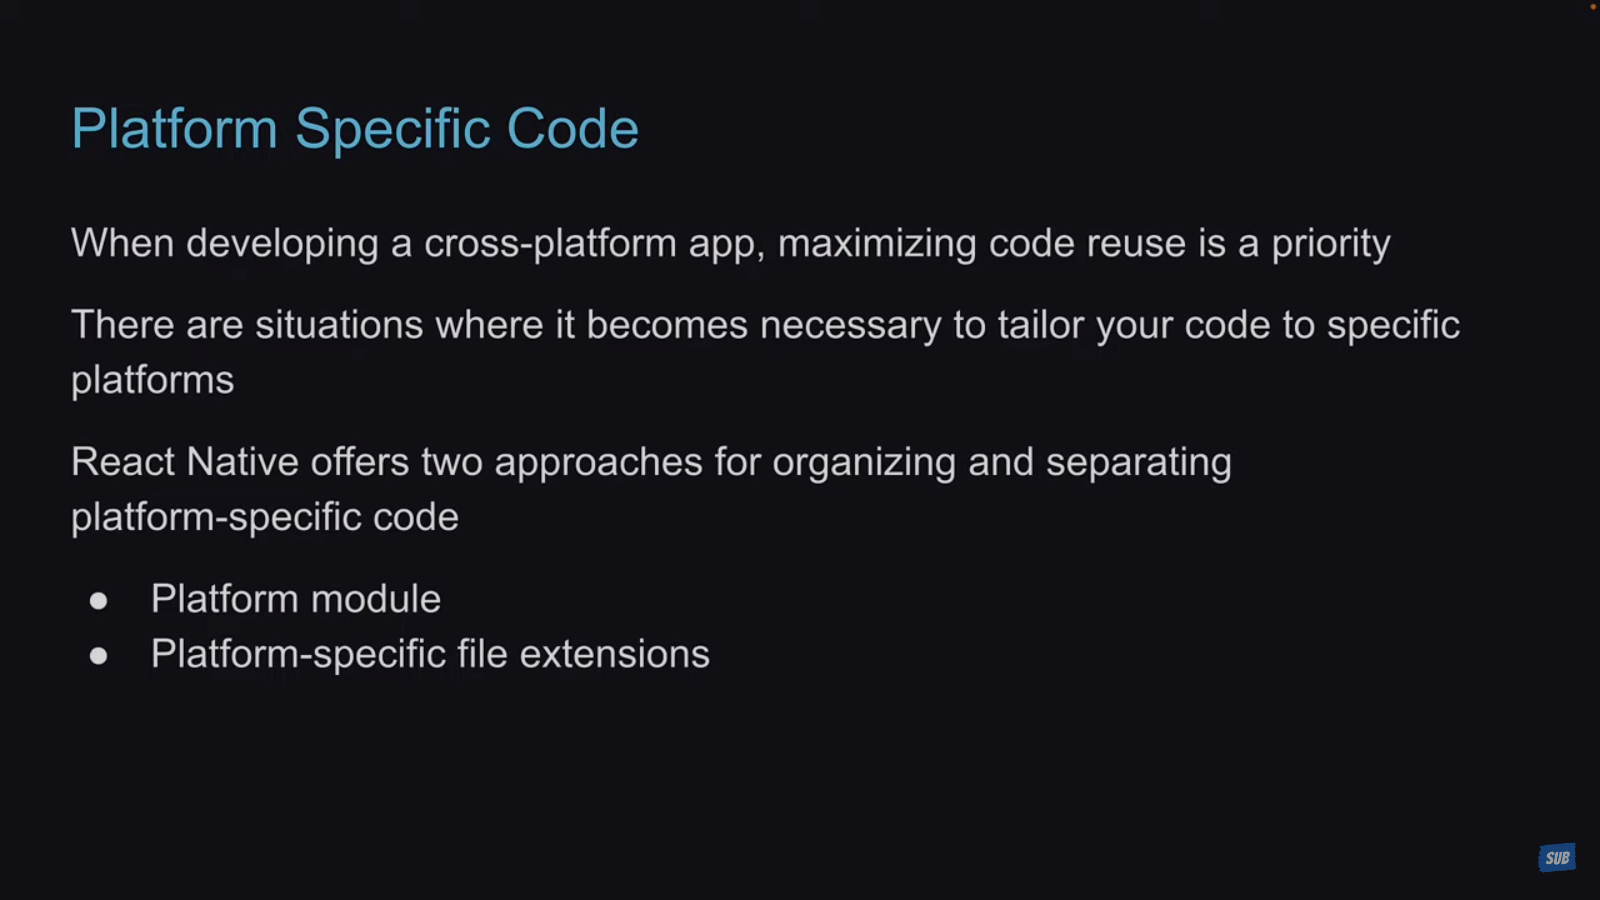 Platform Specific Code
When developing a cross-platform app, maximizing code reuse is a priority
There are situations where it becomes necessary to tailor your code to specific
platforms
React Native offers two approaches for organizing and separating
platform-specific code
● Platform module
● Platform-specific file extensions
SUB